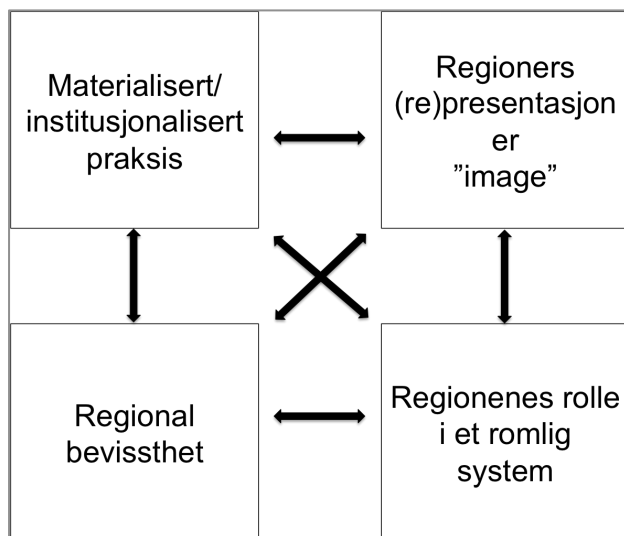 Materialisert/
institusjonalisert
praksis
Regioners
(re)presentasjon
er
”image”
Regional
bevissthet
Regionenes rolle
i et romlig
system